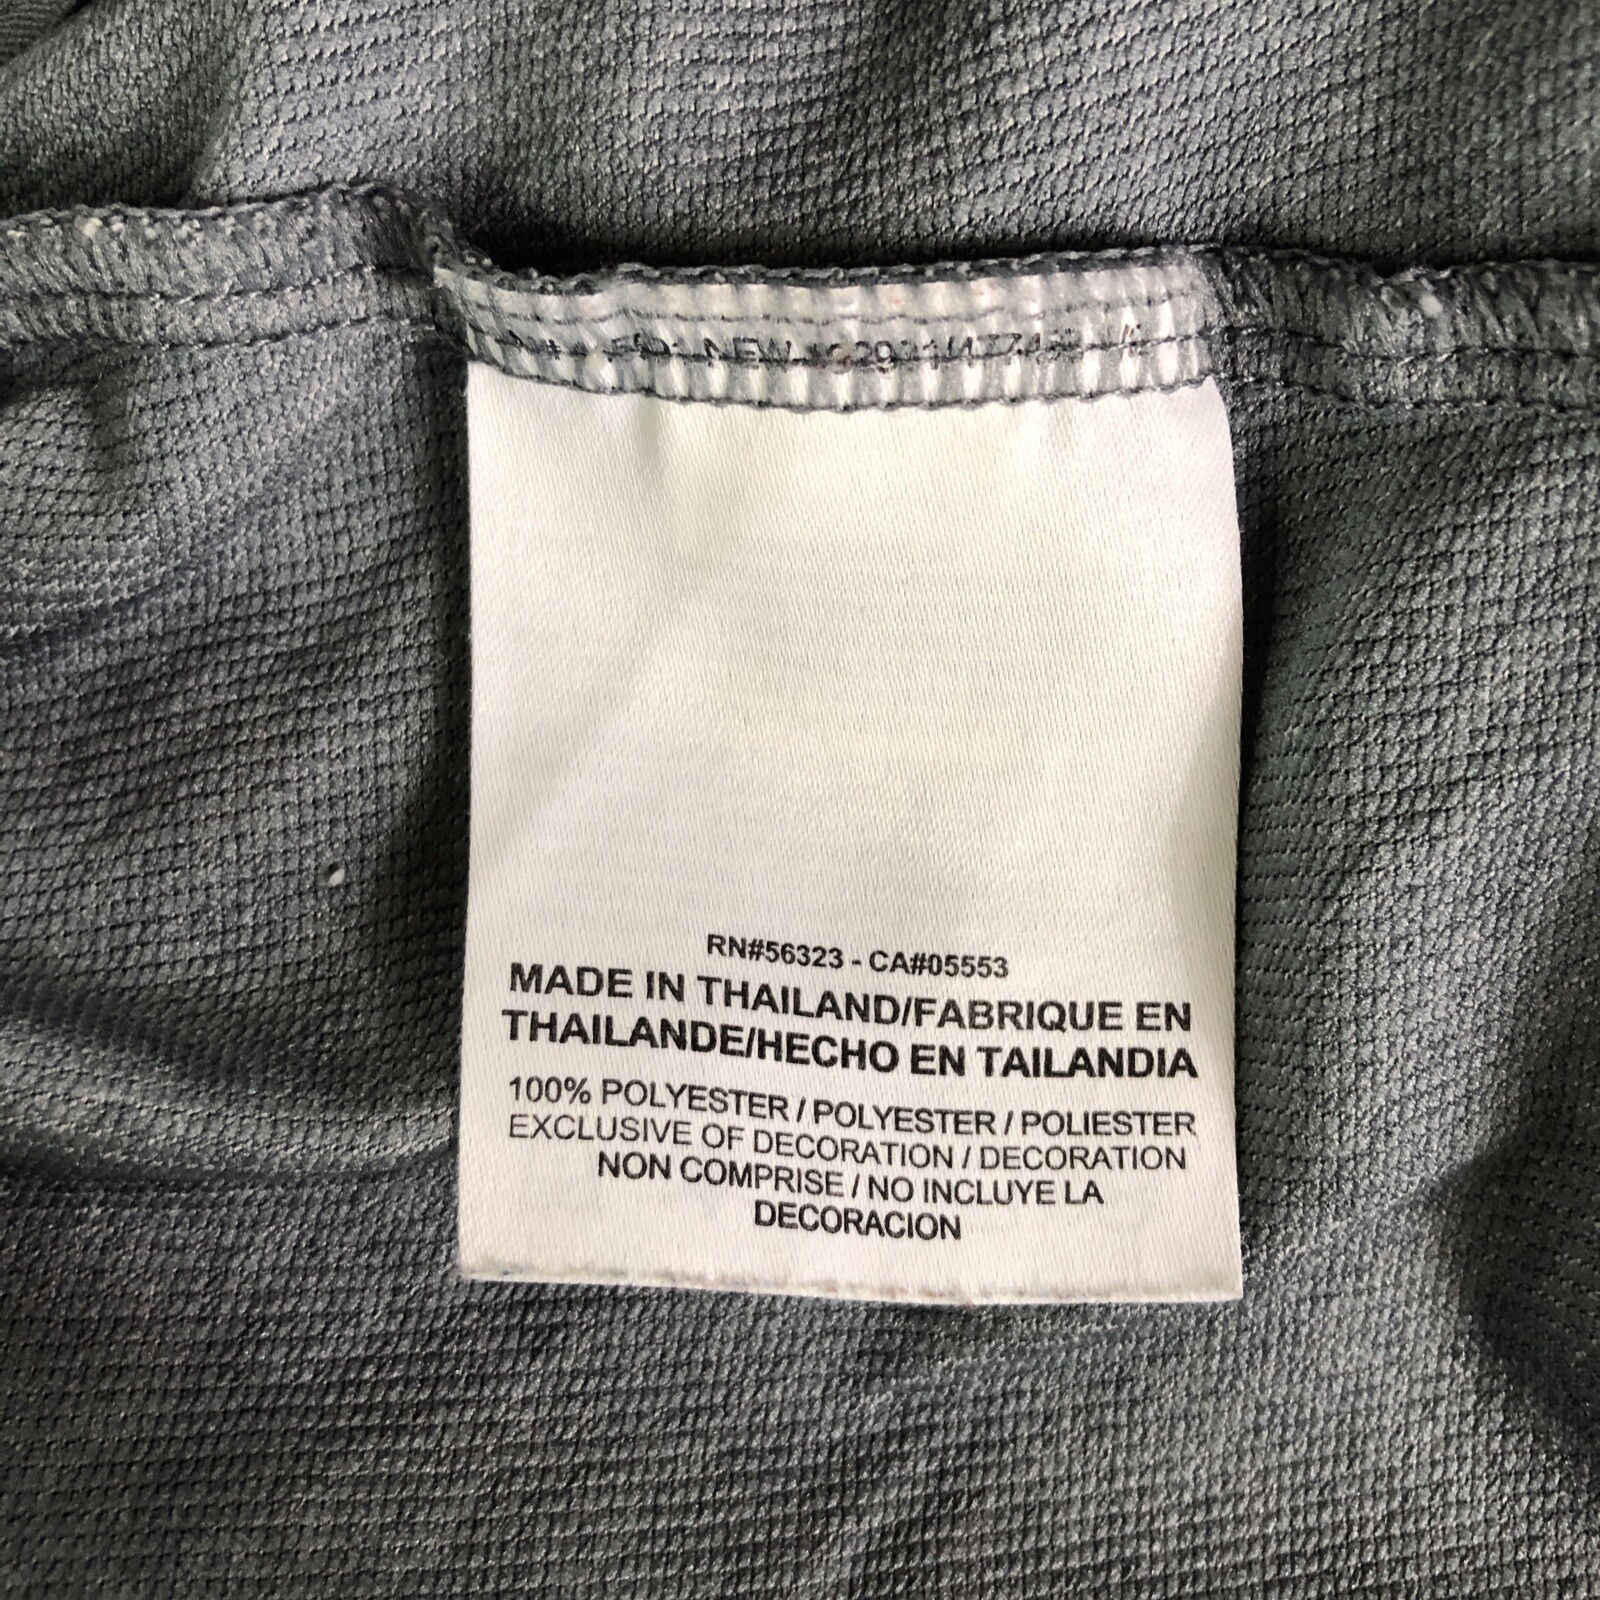 NEW
RN#56323 - CA#05553
MADE IN THAILAND/FABRIQUE EN
THAILANDE/HECHO EN TAILANDIA
100% POLYESTER / POLYESTER / POLIESTER
EXCLUSIVE OF DECORATION / DECORATION
NON COMPRISE / NO INCLUYE LA
DECORACION